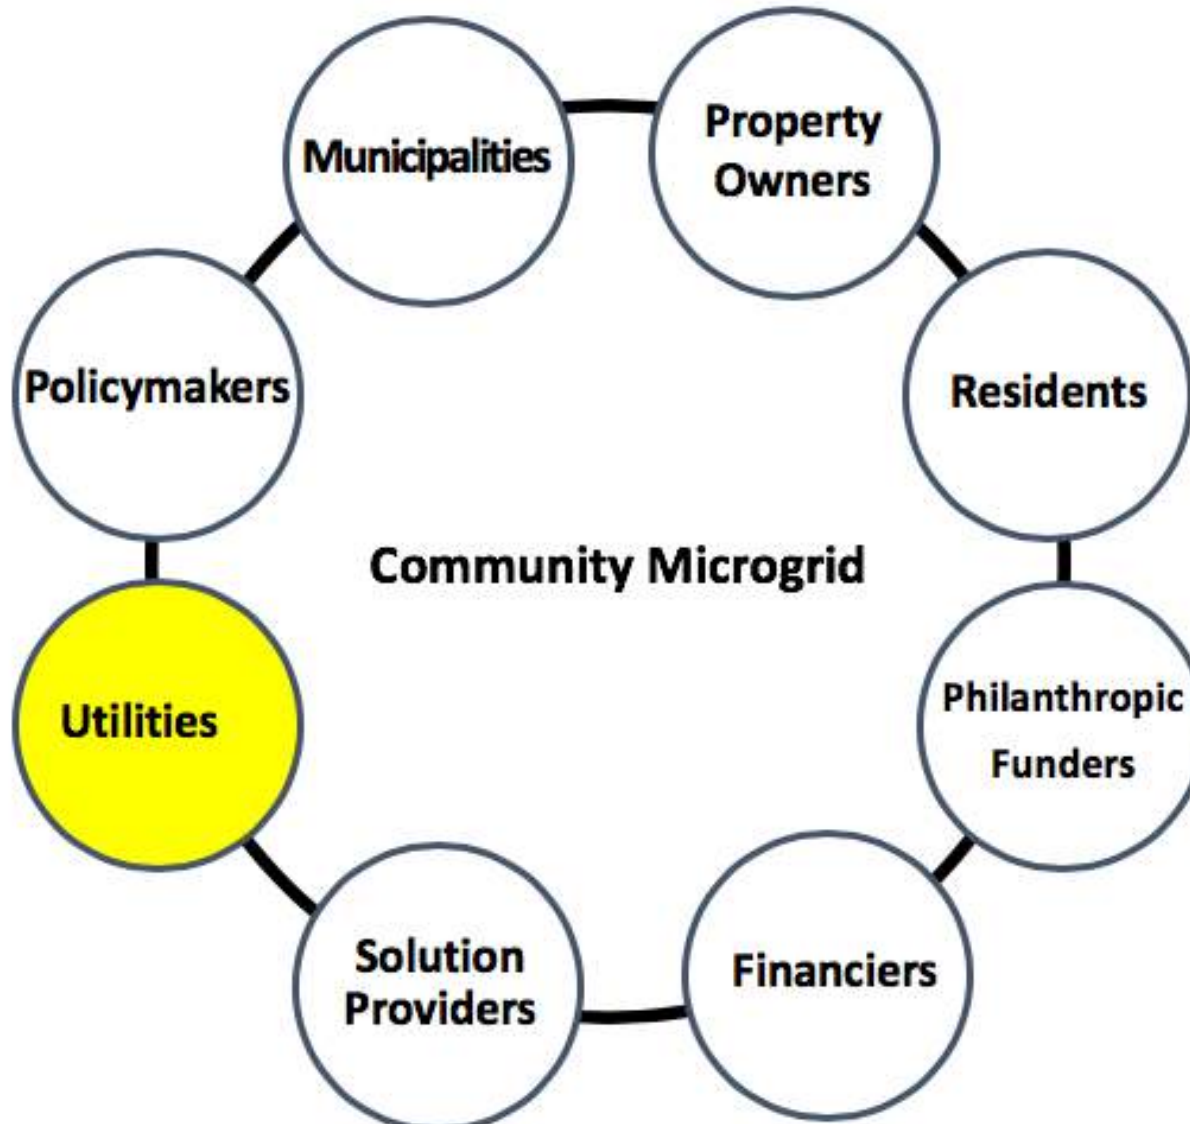 Municipalities
Property
Owners
Policymakers
Residents
Community Microgrid
Utilities
Philanthropic
Funders
Solution
Providers
Financiers